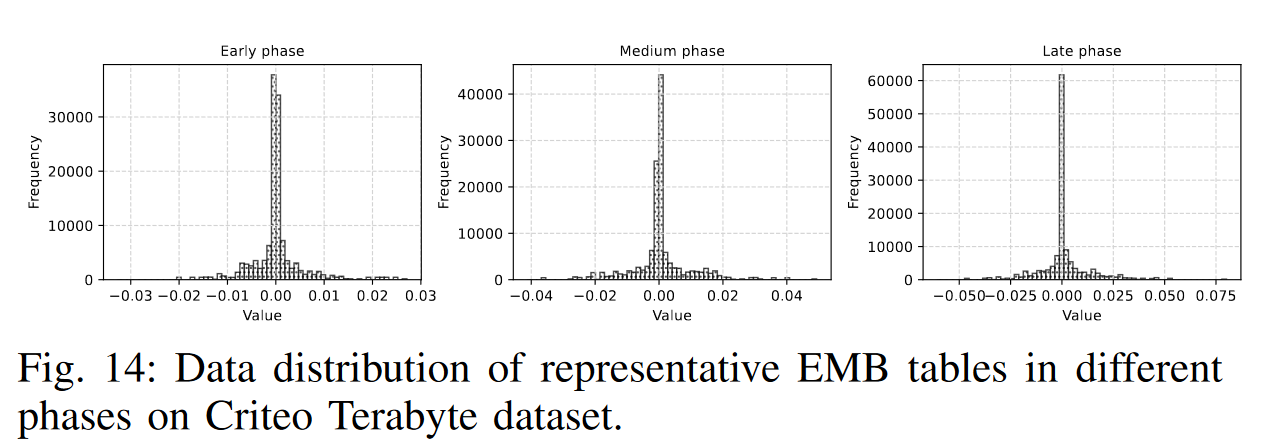 Early phase
Medium phase
Late phase
Frequency
30000
20000
10000
0
−0.03 −0.02 −0.01 0.00 0.01 0.02 0.03
Value
Frequency
40000
30000
20000
10000
0
−0.04 −0.02 0.00 0.02 0.04
Value
Frequency
60000
50000
40000
30000
20000
10000
0
−0.050 −0.025 0.000 0.025 0.050 0.075
Value
Fig. 14: Data distribution of representative EMB tables in different
phases on Criteo Terabyte dataset.